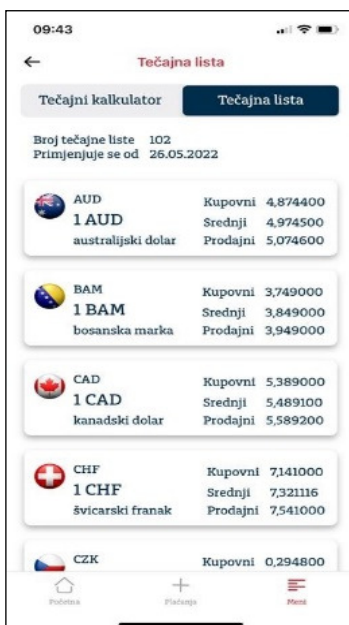 09:43
Tečajna lista
Tečajni kalkulator
Tečajna lista
Broj tečajne liste 102
Primjenjuje se od 26.05.2022
AUD
1 AUD
australijski dolar
Kupovni 4,874400
Srednji 4,974500
Prodajni 5,074600
BAM
1 BAM
bosanska marka
Kupovni 3,749000
Srednji 3,849000
Prodajni 3,949000
CAD
1 CAD
kanadski dolar
Kupovni 5,389000
Srednji 5,489100
Prodajni 5,589200
CHF
1 CHF
švicarski franak
Kupovni 7,141000
Srednji 7,321116
Prodajni 7,541000
CZK
Kupovni 0,294800
Početna
Plaćanja
Meni